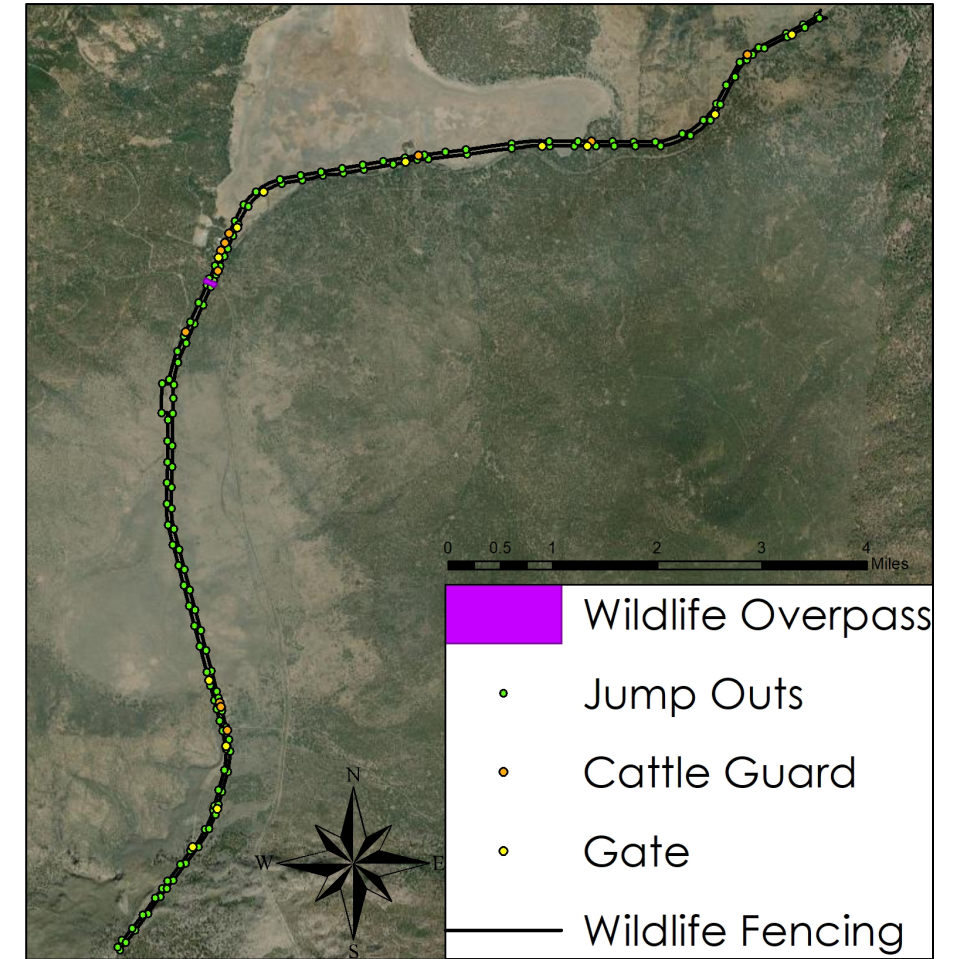 0 0.5 1 2 3 4
Miles
Wildlife Overpass
Jump Outs
Cattle Guard
Gate
Wildlife Fencing
N
W E
S